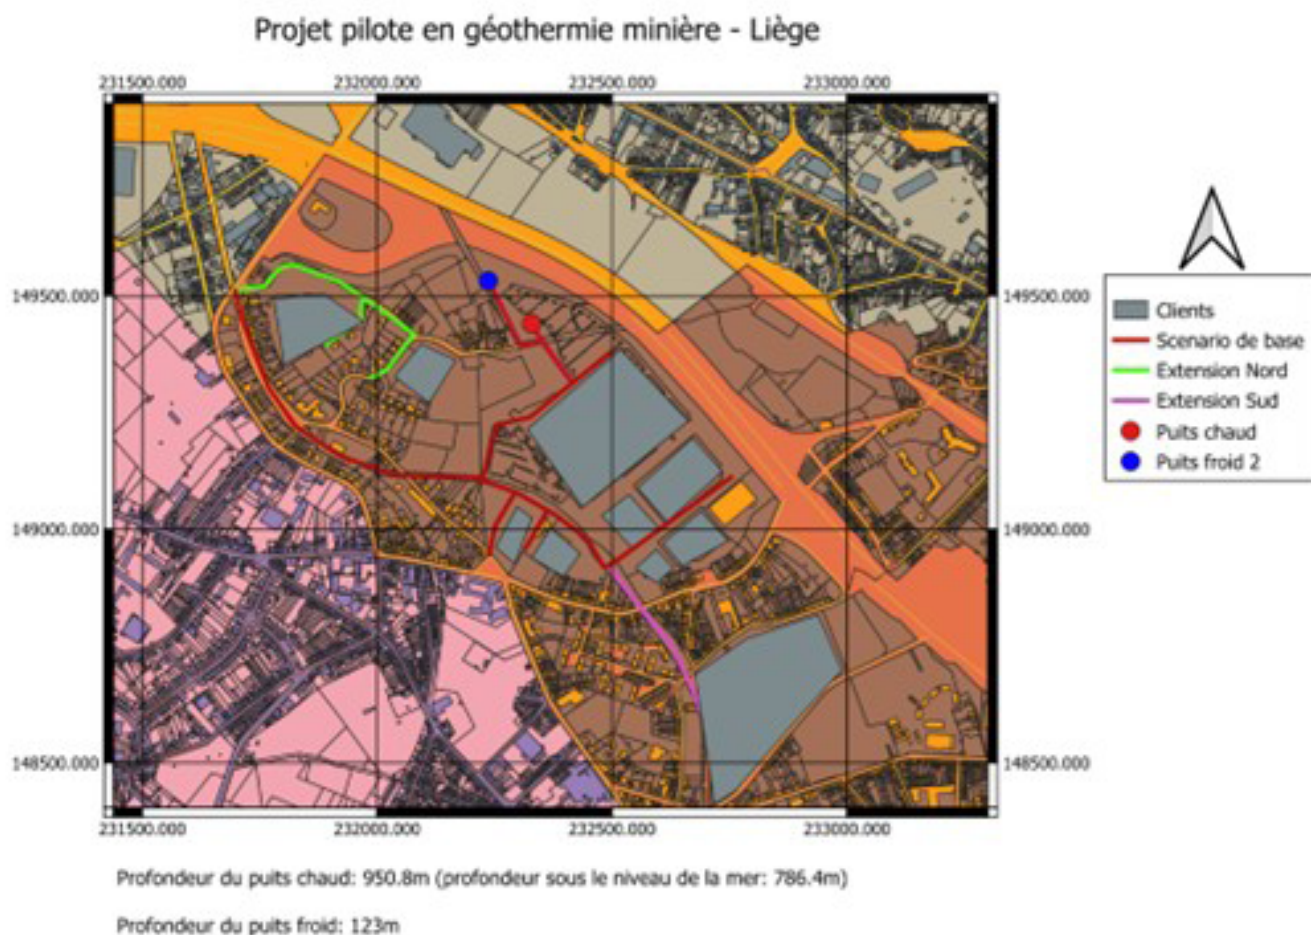 Projet pilote en géothermie minière - Liège
231500.000 232000.000 232500.000 233000.000
149500.000 149500.000
149000.000 149000.000
148500.000 148500.000
231500.000 232000.000 232500.000 233000.000
Clients
Scenario de base
Extension Nord
Extension Sud
Puits chaud
Puits froid 2
Profondeur du puits chaud: 950.8m (profondeur sous le niveau de la mer: 786.4m)
Profondeur du puits froid: 123m